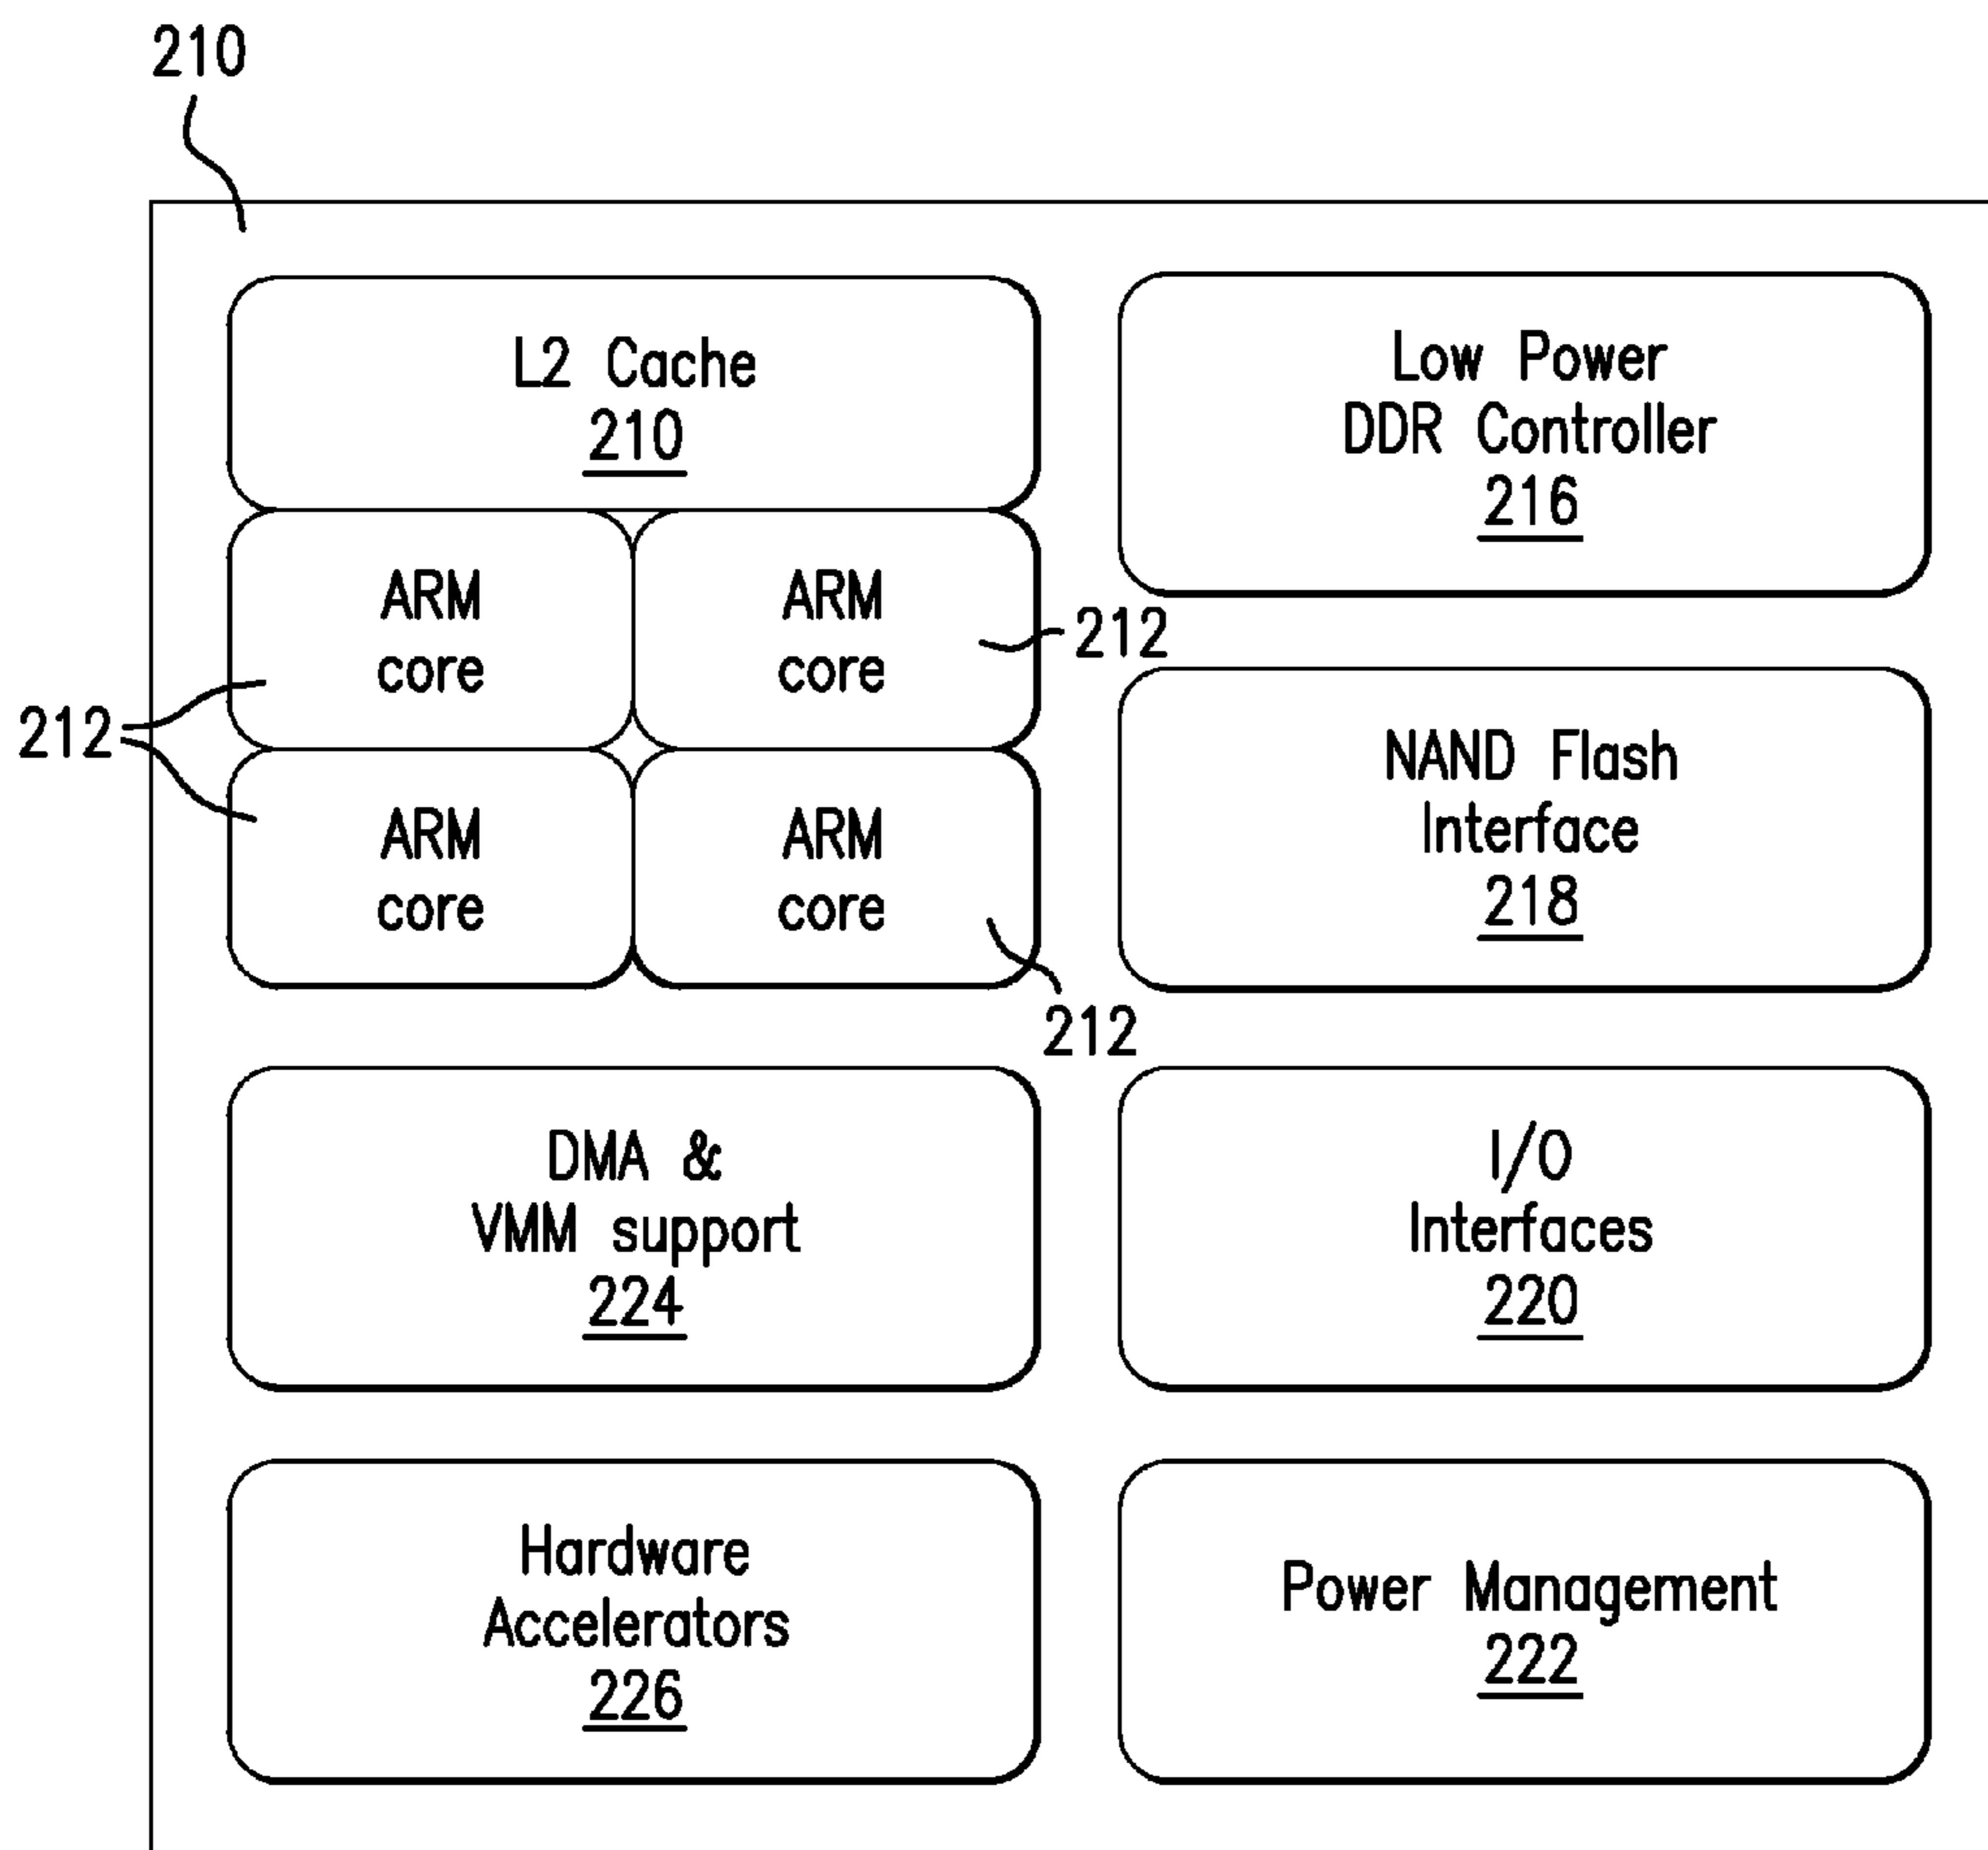 210
L2 Cache
210
Low Power
DDR Controller
216
ARM
core
ARM
core
212
212
ARM
core
ARM
core
212
NAND Flash
Interface
218
DMA &
VMM support
224
I/O
Interfaces
220
Hardware
Accelerators
226
Power Management
222